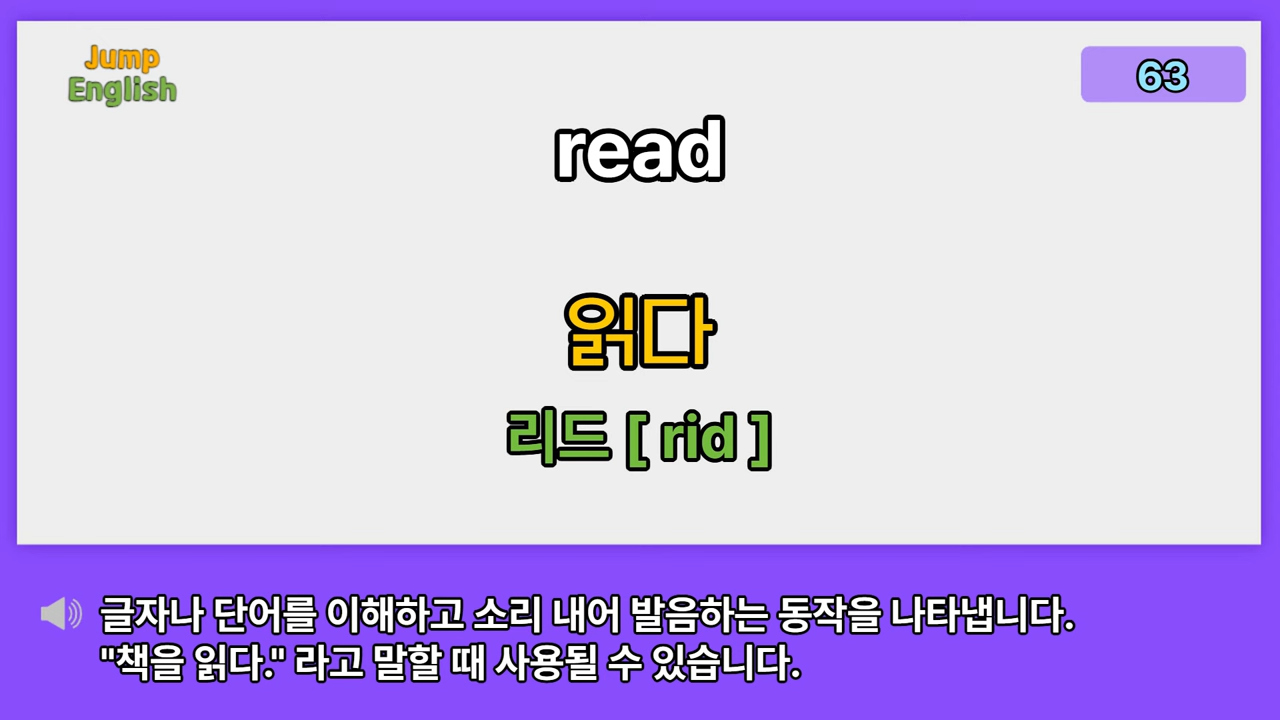 Jump
English
63
read
읽다
리드 [ rid ]
글자나 단어를 이해하고 소리 내어 발음하는 동작을 나타냅니다.
"책을 읽다." 라고 말할 때 사용될 수 있습니다.